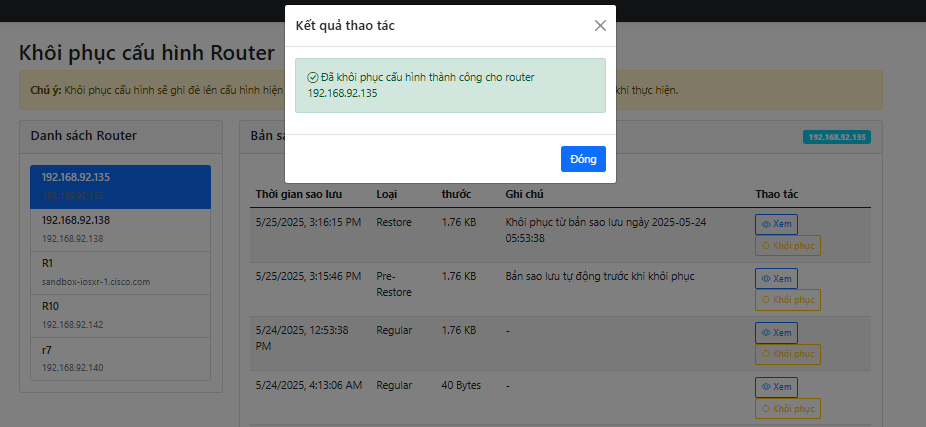 Kết quả thao tác
Đã khôi phục cấu hình thành công cho router
192.168.92.135
Đóng
Khôi phục cấu hình Router
Chú ý: Khôi phục cấu hình sẽ ghi đè lên cấu hình hiện
khi thực hiện.
Danh sách Router
192.168.92.135
192.168.92.135
192.168.92.138
192.168.92.138
R1
sandbox-iosxr-1.cisco.com
R10
192.168.92.142
r7
192.168.92.140
Bản sa
192.168.92.135
Thời gian sao lưu Loại thước Ghi chú Thao tác
5/25/2025, 3:16:15 PM Restore 1.76 KB Khôi phục từ bản sao lưu ngày 2025-05-24
05:53:38
Xem
Khôi phục
5/25/2025, 3:15:46 PM Pre-
Restore 1.76 KB Bản sao lưu tự động trước khi khôi phục
Xem
Khôi phục
5/24/2025, 12:53:38
PM Regular 1.76 KB -
Xem
Khôi phục
5/24/2025, 4:13:06 AM Regular 40 Bytes -
Xem
Khôi phục